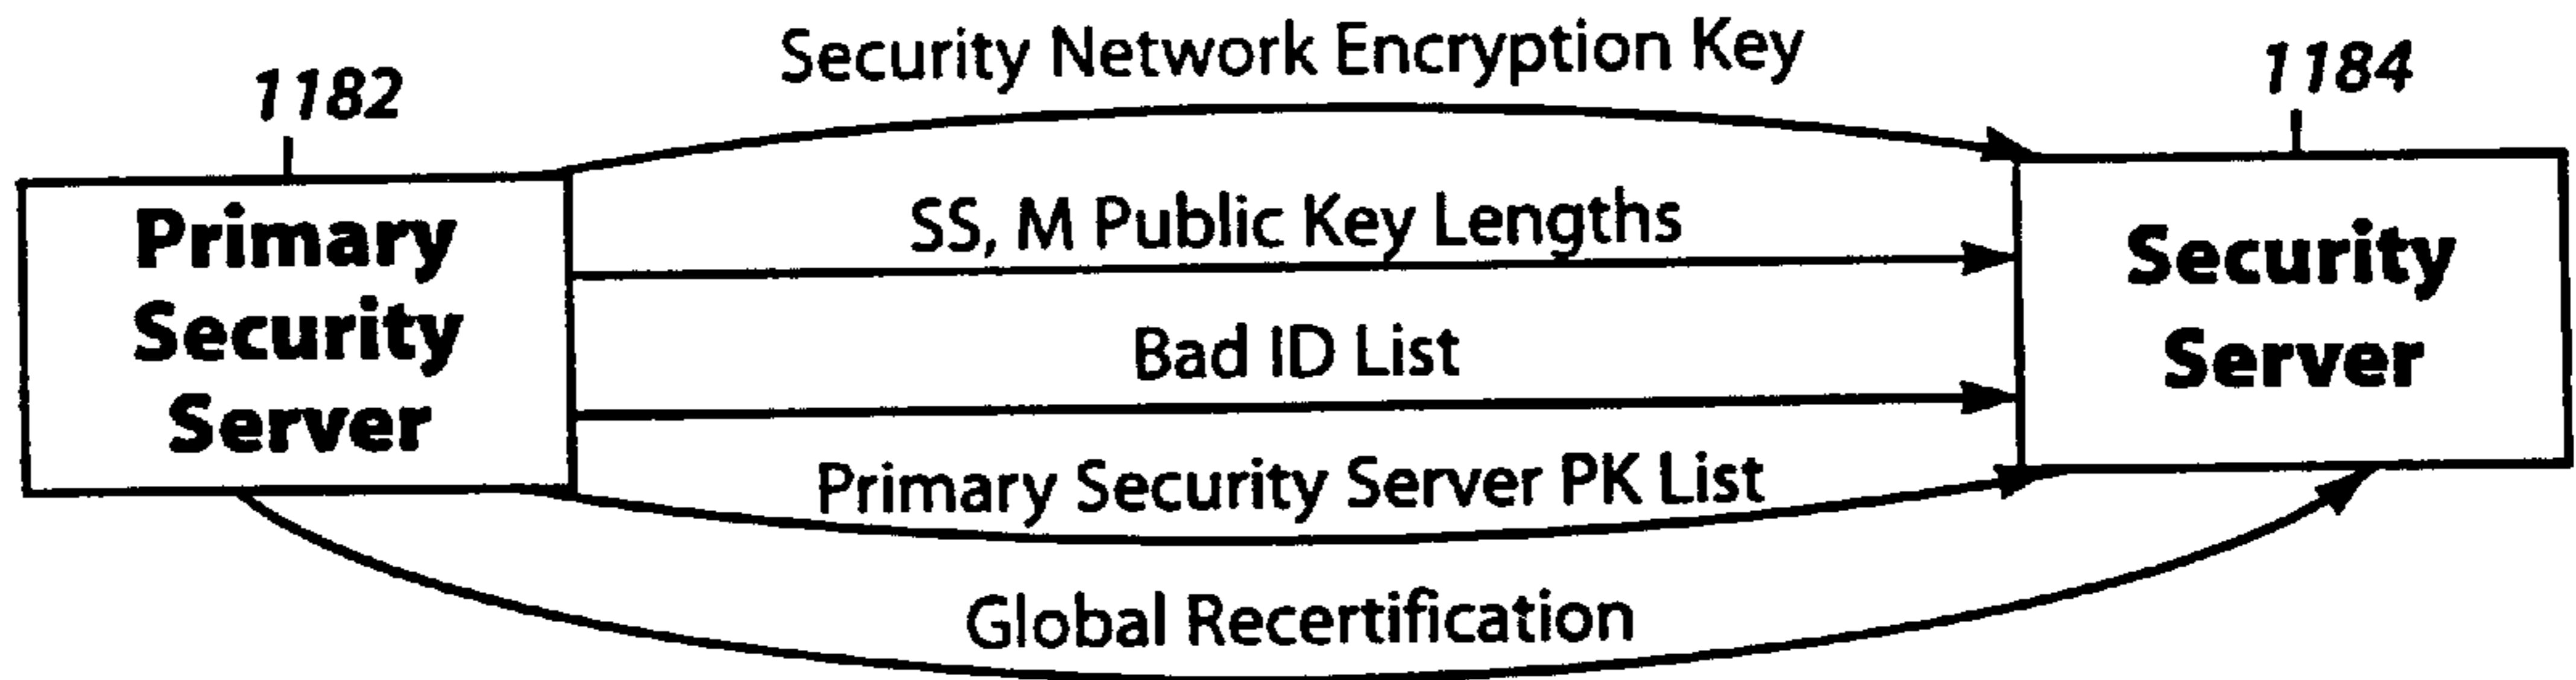 Security Network Encryption Key
1182
1184
Primary
Security
Server
SS, M Public Key Lengths
Bad ID List
Primary Security Server PK List
Global Recertification
Security
Server